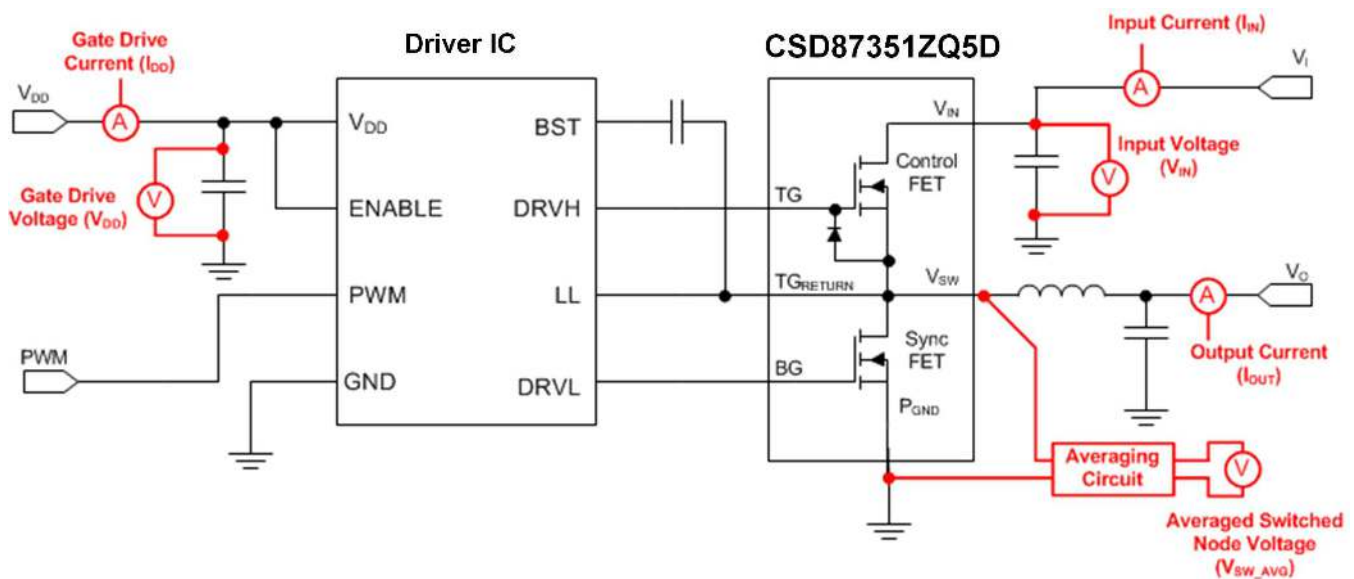 Gate Drive
Current (IDD)
Driver IC
CSD87351ZQ5D
Input Current (IIN)
VDD
A
VDD
BST
VIN
A
VI
Gate Drive
Voltage (VDD)
V
ENABLE
DRVH
TG
Control
FET
V
Input Voltage
(VIN)
PWM
LL
TGRETURN
VSW
A
VO
PWM
GND
DRVL
BG
Sync
FET
PGND
Output Current
(IOUT)
Averaging
Circuit
V
Averaged Switched
Node Voltage
(VSW_AVG)